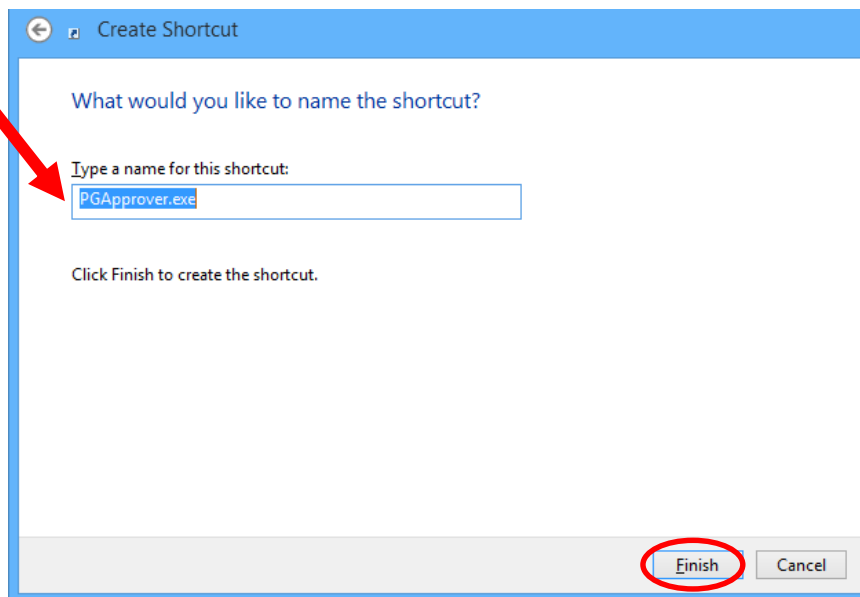 Create Shortcut
What would you like to name the shortcut?
Type a name for this shortcut:
PGApprover.exe
Click Finish to create the shortcut.
Finish Cancel